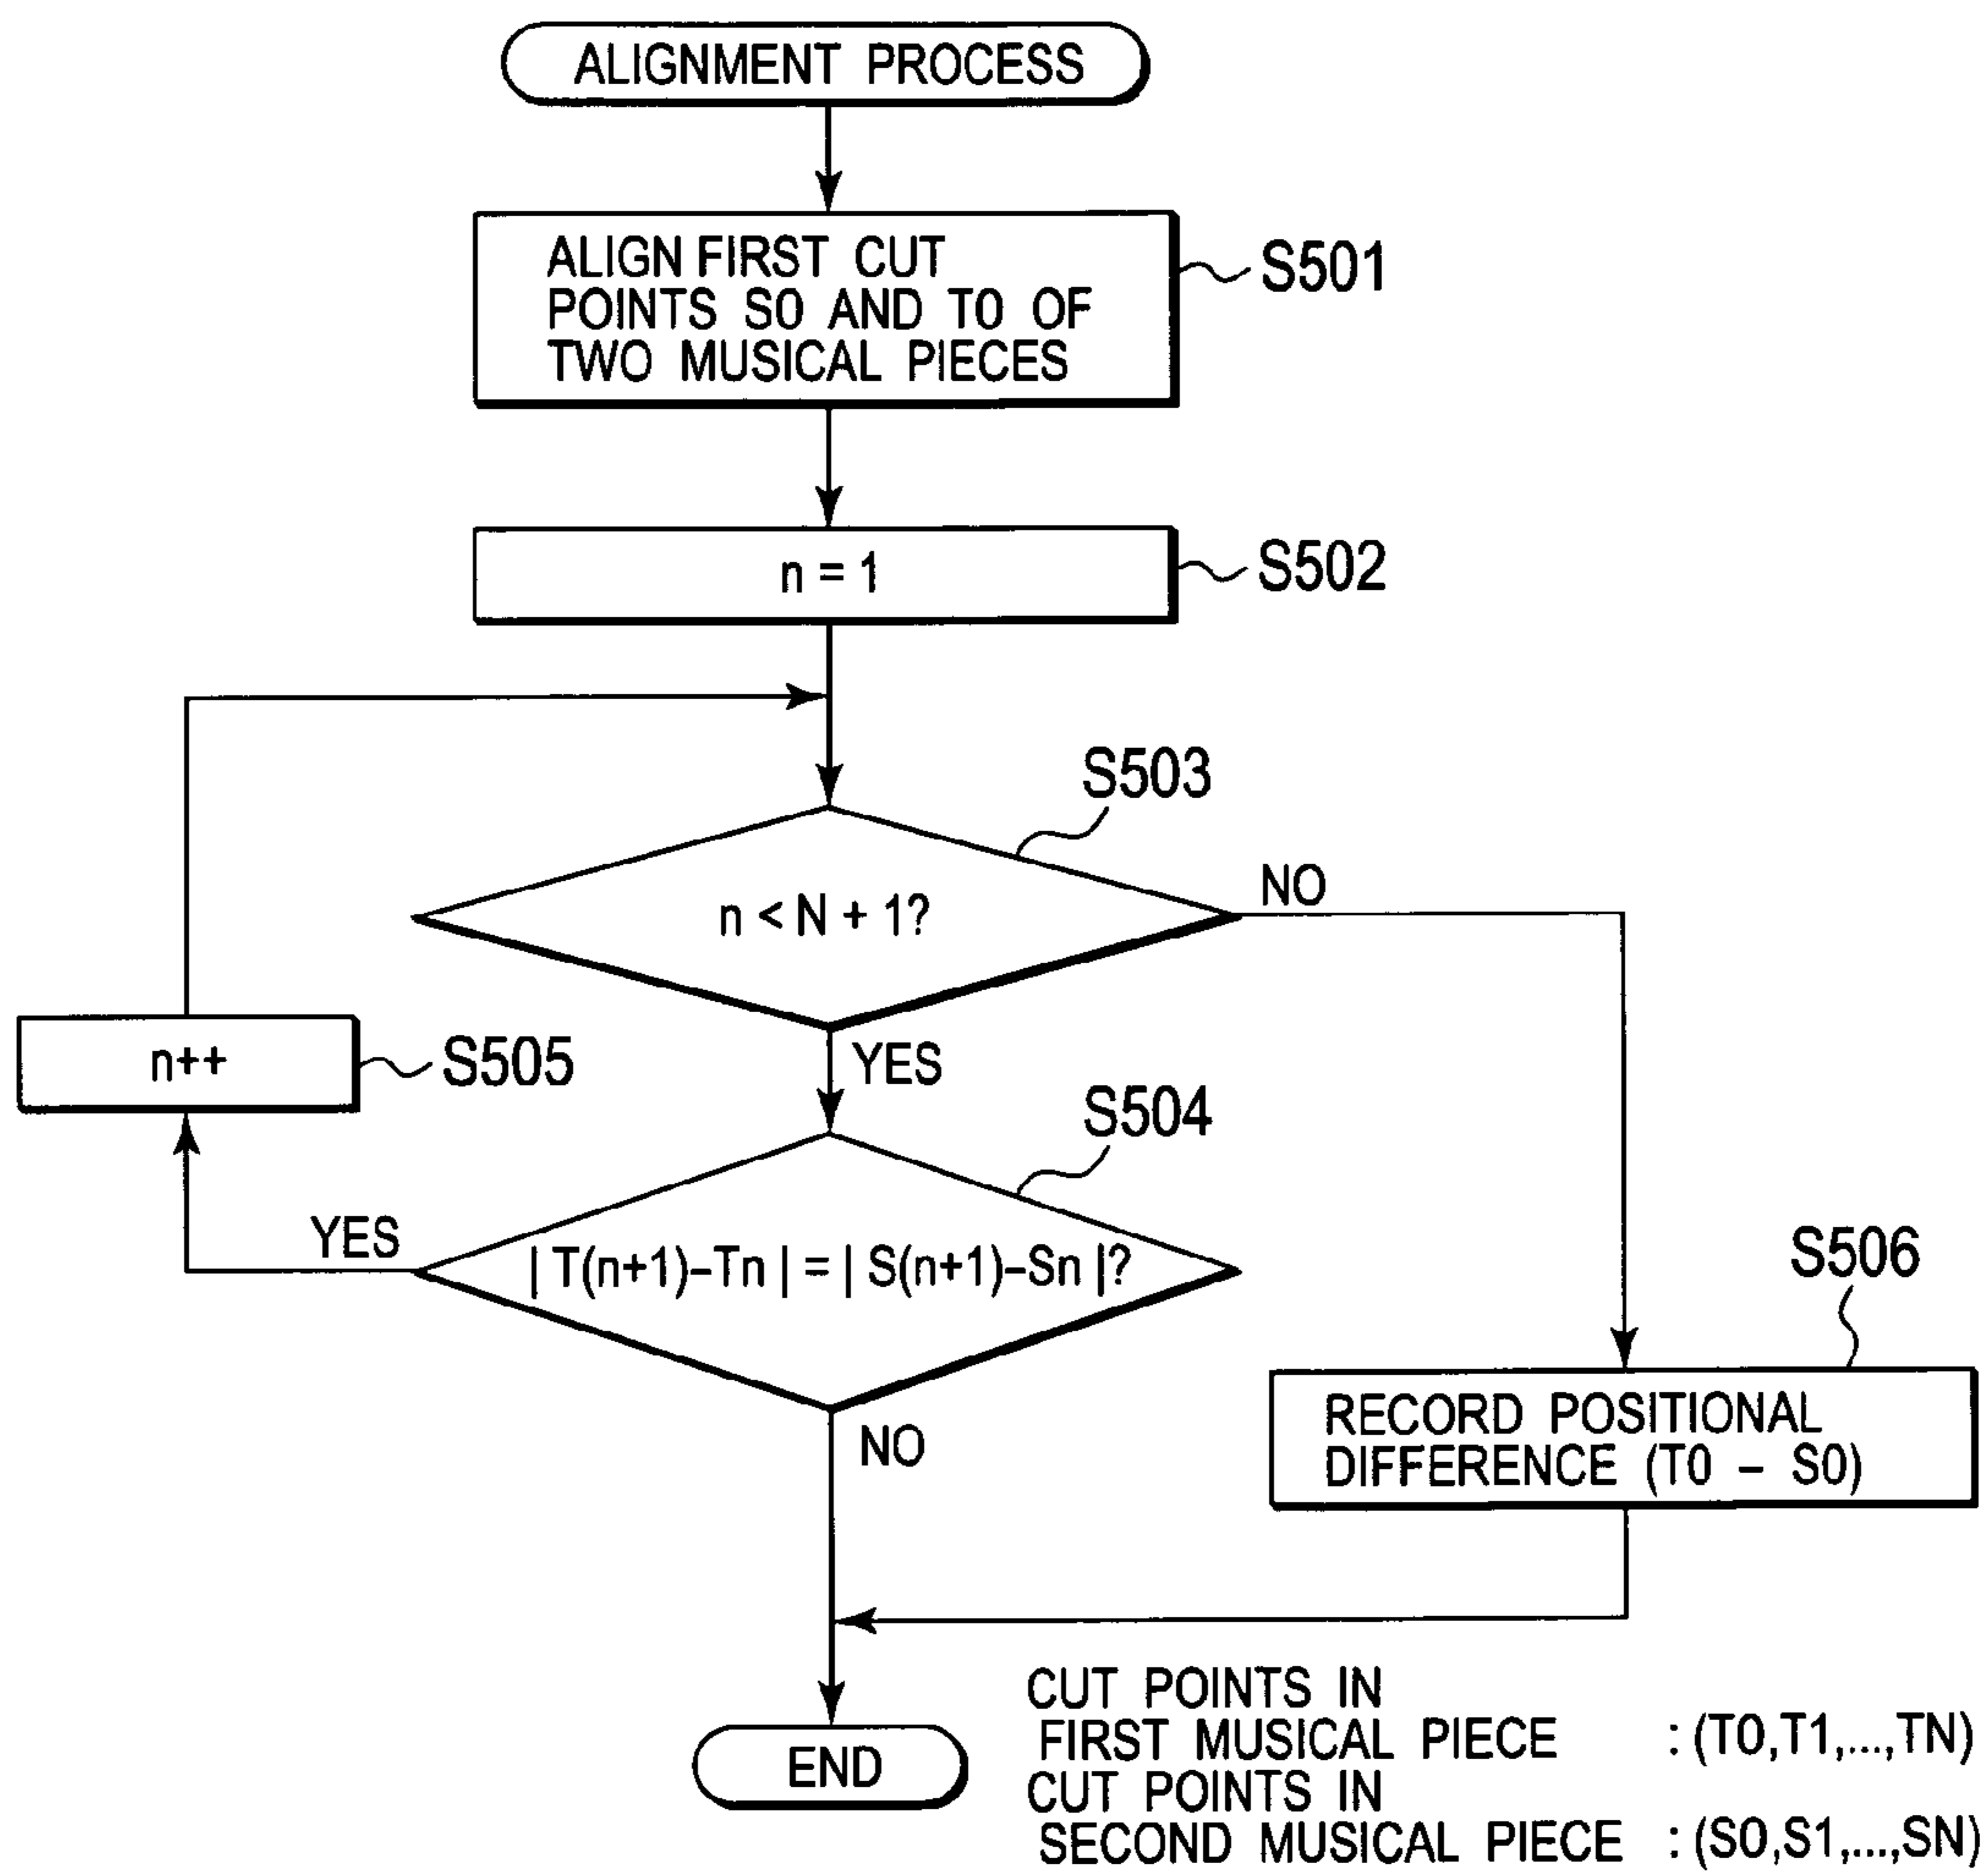 ALIGNMENT PROCESS
ALIGN FIRST CUT
POINTS S0 AND T0 OF
TWO MUSICAL PIECES
S501
n = 1
S502
S503
n < N + 1?
NO
YES
n++
S505
S504
YES
| T(n+1)–Tn | = | S(n+1)–Sn |?
NO
S506
RECORD POSITIONAL
DIFFERENCE (T0 – S0)
END
CUT POINTS IN
FIRST MUSICAL PIECE : (T0,T1,...,TN)
CUT POINTS IN
SECOND MUSICAL PIECE : (S0,S1,...,SN)